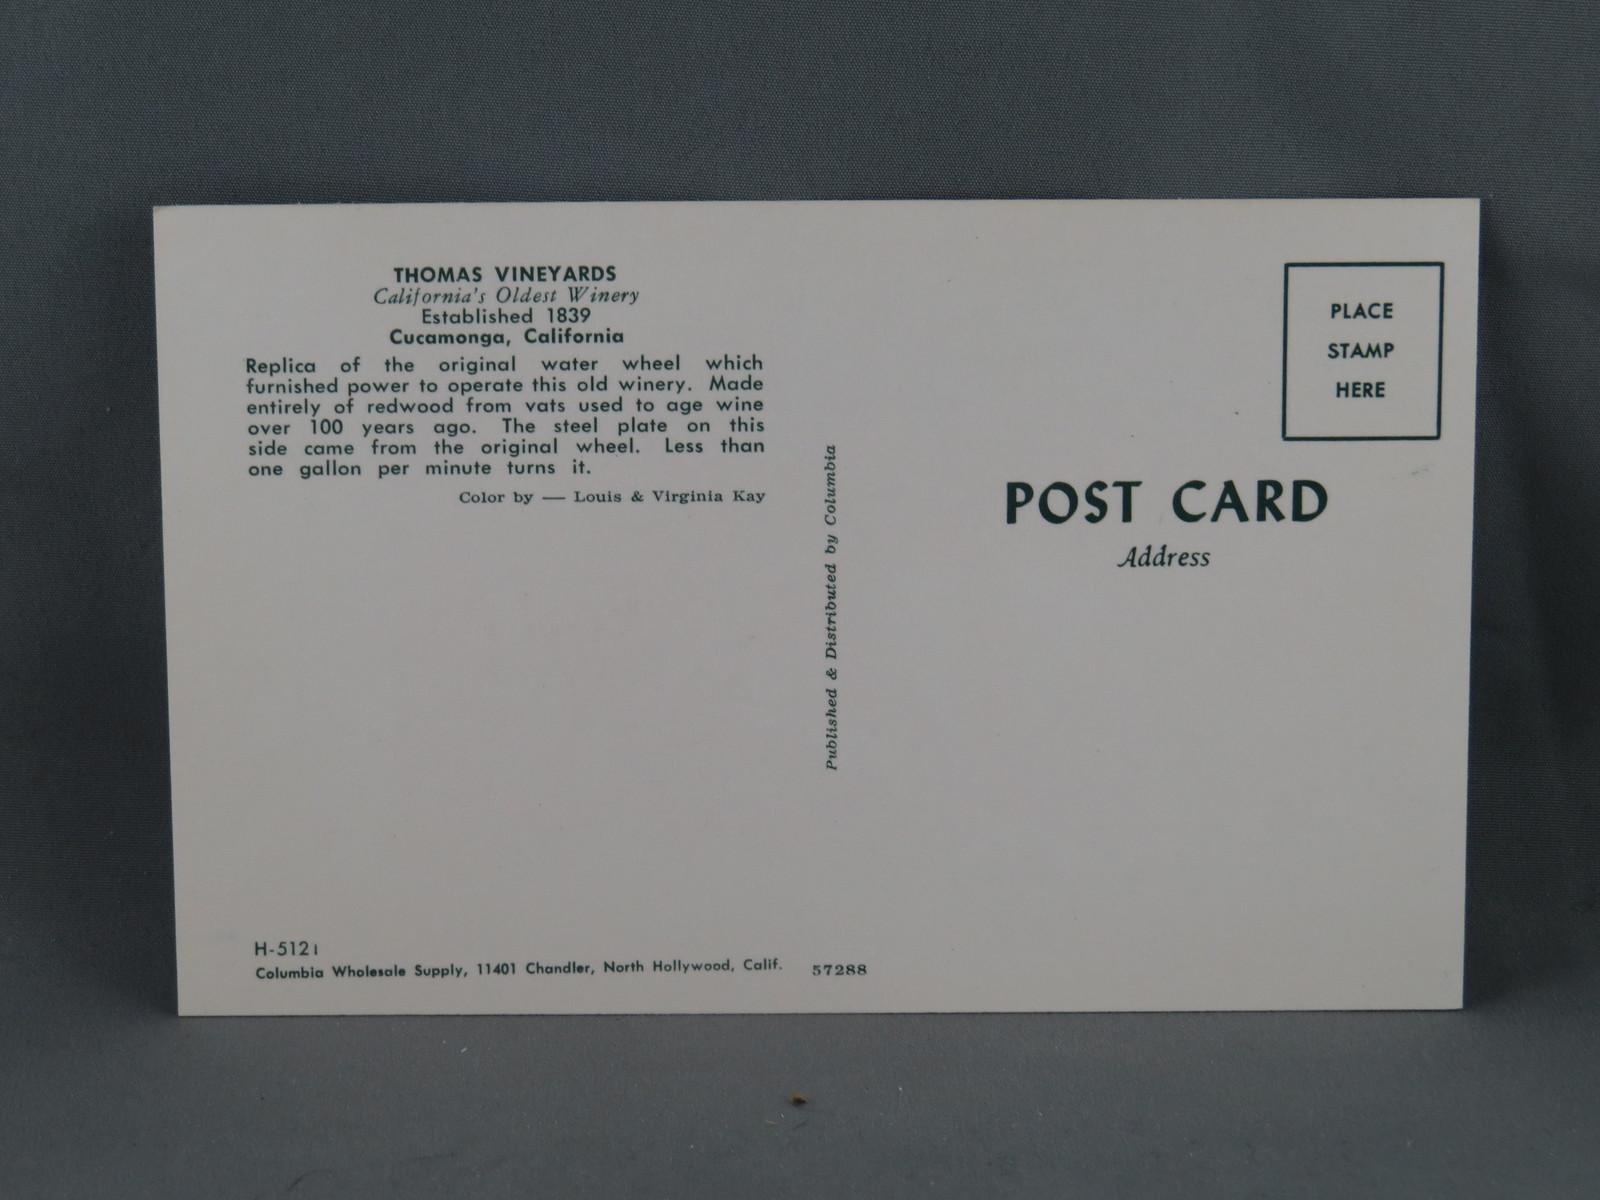 THOMAS VINEYARDS
California's Oldest Winery
Established 1839
Cucamonga, California
Replica of the original water wheel which
furnished power to operate this old winery. Made
entirely of redwood from vats used to age wine
over 100 years ago. The steel plate on this
side came from the original wheel. Less than
one gallon per minute turns it.
Color by — Louis & Virginia Kay
H-5121
Columbia Wholesale Supply, 11401 Chandler, North Hollywood, Calif.
57288
Published & Distributed by Columbia
PLACE
STAMP
HERE
POST CARD
Address